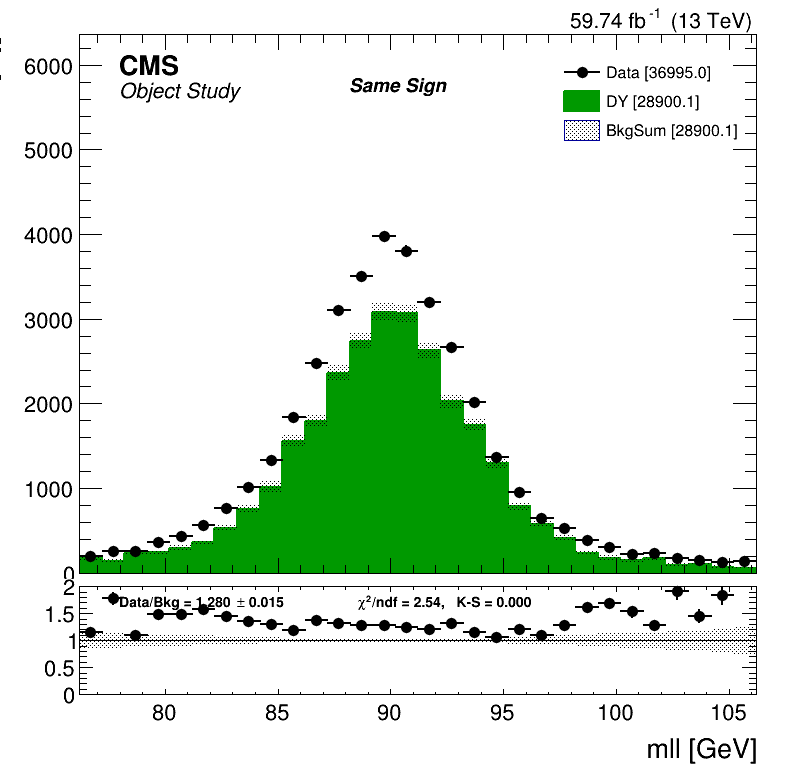 59.74 fb⁻¹ (13 TeV)
CMS
Object Study
Same Sign
Data [36995.0]
DY [28900.1]
BkgSum [28900.1]
6000
5000
4000
3000
2000
1000
0
Data/Bkg = 1.280 ± 0.015
χ²/ndf = 2.54, K-S = 0.000
2
1.5
1
0.5
0
80 85 90 95 100 105
mll [GeV]